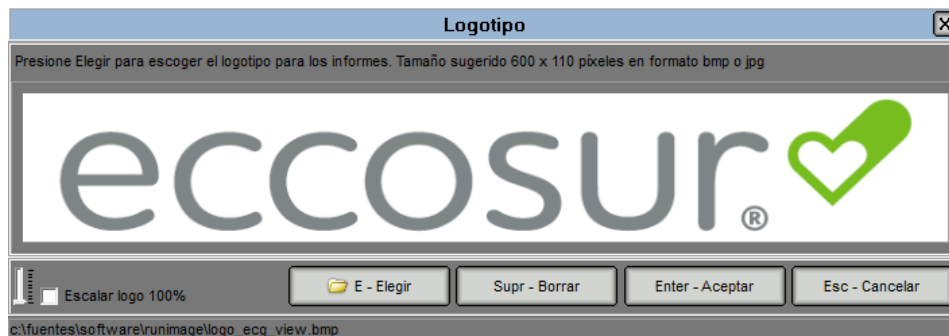 Logotipo
Presione Elegir para escoger el logotipo para los informes. Tamaño sugerido 600 x 110 píxeles en formato bmp o jpg
eccosur®
Escalar logo 100%
E - Elegir
Supr - Borrar
Enter - Aceptar
Esc - Cancelar
c:\fuentes\software\runimage\logo_ecg_view.bmp